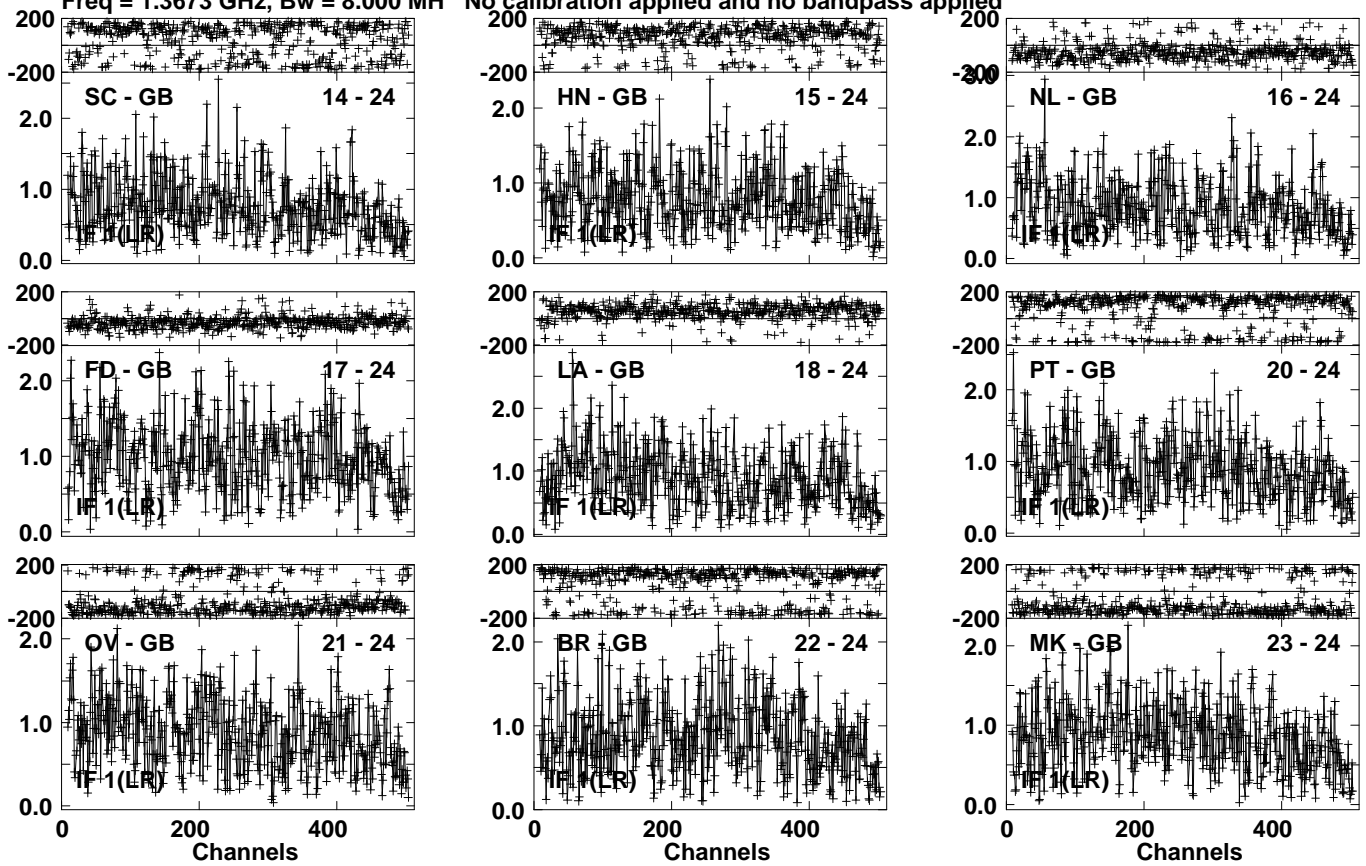 Freq = 1.3673 GHz, Bw = 8.000 MH No calibration applied and no bandpass applied
200 200 200
-200 -200 -200
3.0
SC - GB 14 - 24 HN - GB 15 - 24 NL - GB 16 - 24
2.0 2.0 2.0
1.0 1.0 1.0
IF 1(LR) IF 1(LR) IF 1(LR)
0.0 0.0 0.0
200 200 200
-200 -200 -200
FD - GB 17 - 24 LA - GB 18 - 24 PT - GB 20 - 24
2.0 2.0 2.0
1.0 1.0 1.0
IF 1(LR) IF 1(LR) IF 1(LR)
0.0 0.0 0.0
200 200 200
-200 -200 -200
OV - GB 21 - 24 BR - GB 22 - 24 MK - GB 23 - 24
2.0 2.0 2.0
1.0 1.0 1.0
IF 1(LR) IF 1(LR) IF 1(LR)
0.0 0.0 0.0
0 200 400 0 200 400 0 200 400
Channels Channels Channels